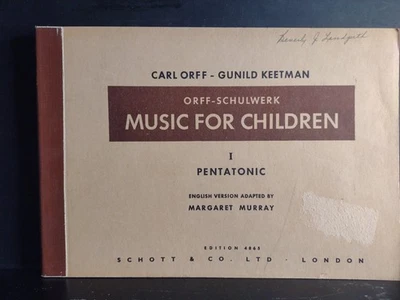 CARL ORFF - GUNILD KEETMAN
ORFF-SCHULWERK
MUSIC FOR CHILDREN
I
PENTATONIC
ENGLISH VERSION ADAPTED BY
MARGARET MURRAY
EDITION 4865
SCHOTT & CO. LTD · LONDON